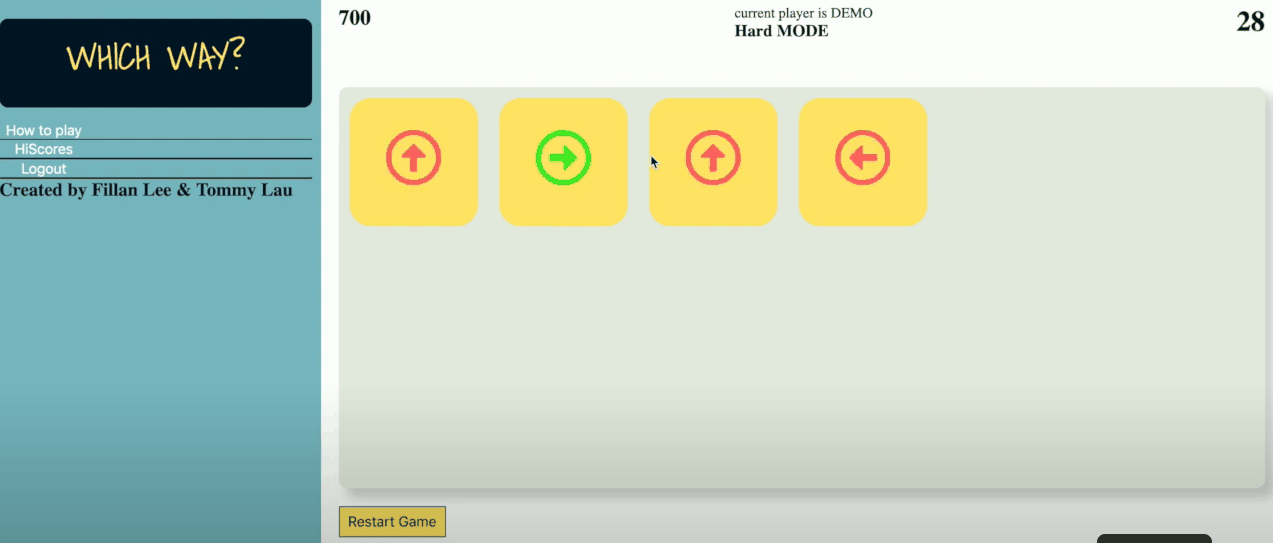 WHICH WAY?
How to play
HiScores
Logout
Created by Fillan Lee & Tommy Lau
700
current player is DEMO
Hard MODE
28
Restart Game